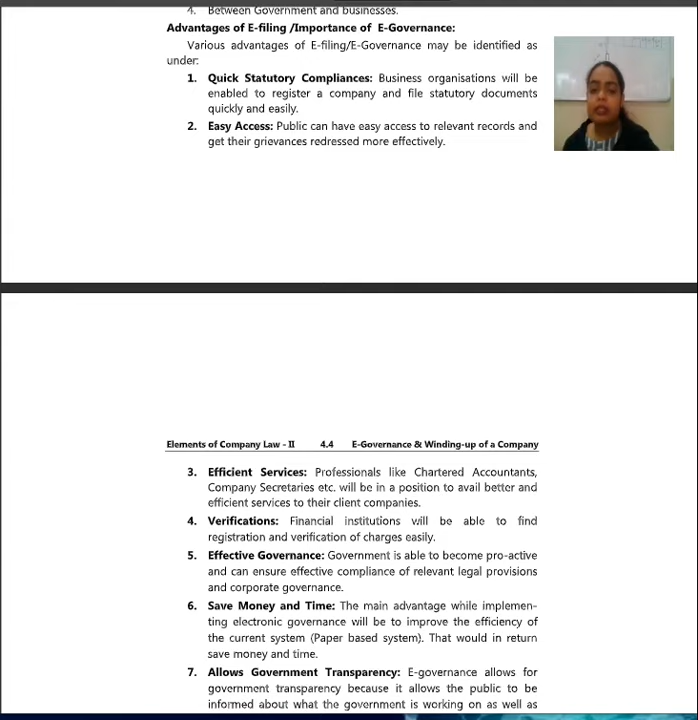 4. Between Government and businesses.
Advantages of E-filing /Importance of E-Governance:
Various advantages of E-filing/E-Governance may be identified as
under:
1. Quick Statutory Compliances: Business organisations will be
enabled to register a company and file statutory documents
quickly and easily.
2. Easy Access: Public can have easy access to relevant records and
get their grievances redressed more effectively.
Elements of Company Law - II 4.4 E-Governance & Winding-up of a Company
3. Efficient Services: Professionals like Chartered Accountants,
Company Secretaries etc. will be in a position to avail better and
efficient services to their client companies.
4. Verifications: Financial institutions will be able to find
registration and verification of charges easily.
5. Effective Governance: Government is able to become pro-active
and can ensure effective compliance of relevant legal provisions
and corporate governance.
6. Save Money and Time: The main advantage while implemen-
ting electronic governance will be to improve the efficiency of
the current system (Paper based system). That would in return
save money and time.
7. Allows Government Transparency: E-governance allows for
government transparency because it allows the public to be
informed about what the government is working on as well as